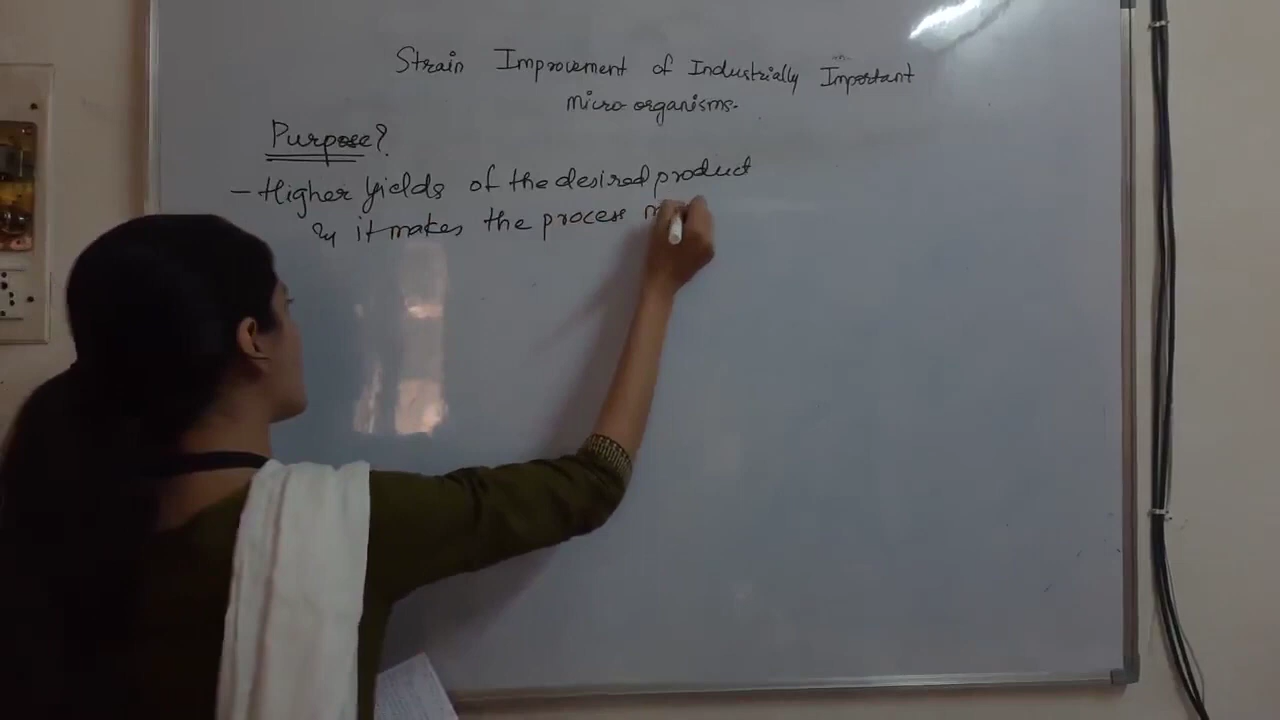 Strain Improvement of Industrially Important
Micro organisms.
Purpose?
- Higher Yields of the desired product
it makes the process